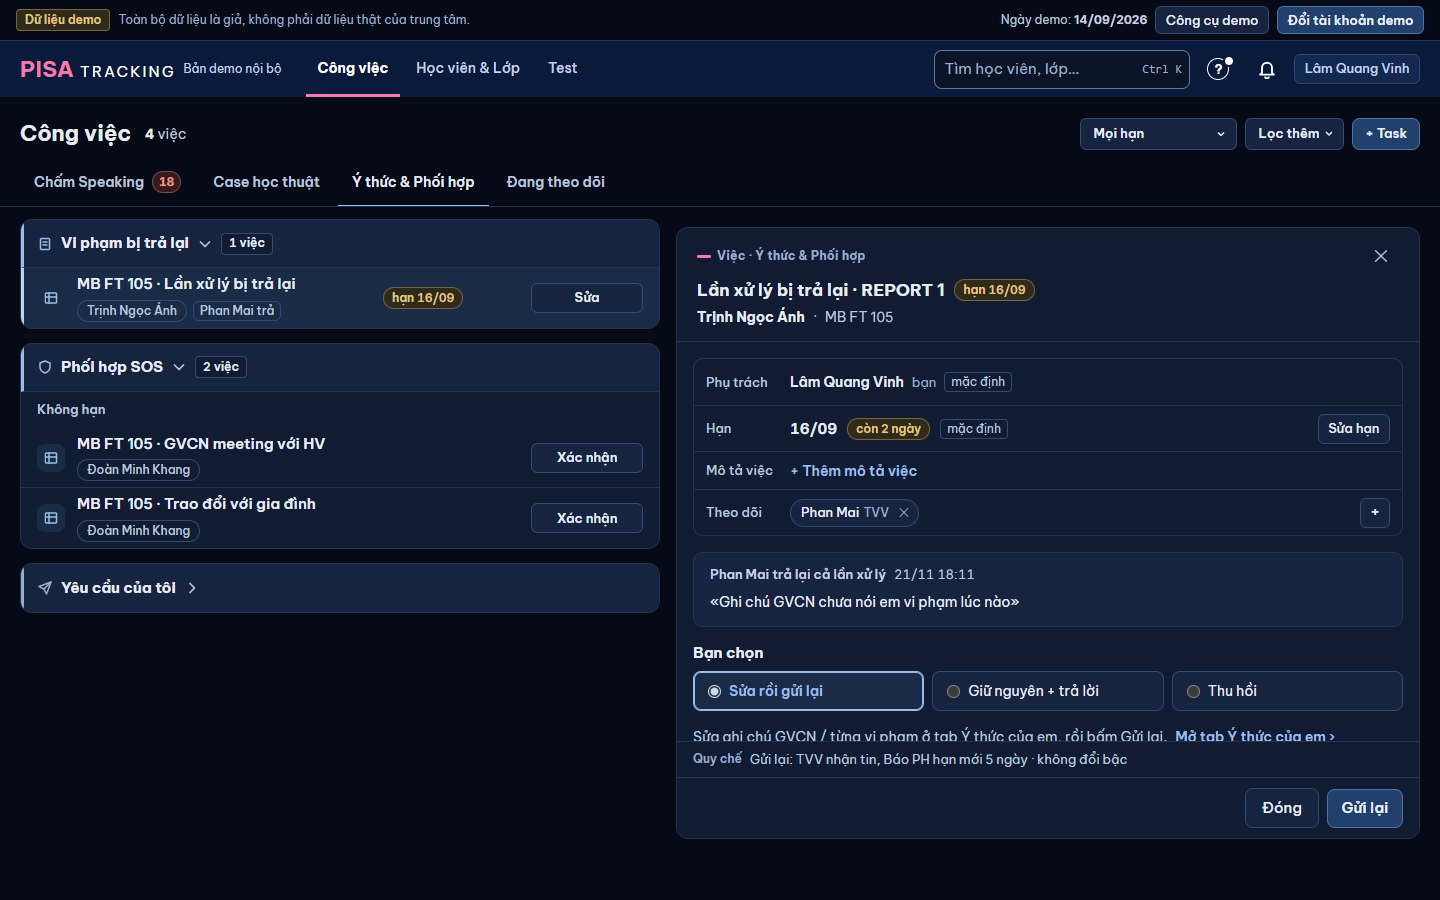 Dữ liệu demo Toàn bộ dữ liệu là giả, không phải dữ liệu thật của trung tâm. Ngày demo: 14/09/2026 Công cụ demo Đổi tài khoản demo
PISA TRACKING Bản demo nội bộ Công việc Học viên & Lớp Test Tìm học viên, lớp... Ctrl K ? Lâm Quang Vinh
Công việc 4 việc Mọi hạn Lọc thêm + Task
Chấm Speaking 18 Case học thuật Ý thức & Phối hợp Đang theo dõi
Vi phạm bị trả lại 1 việc
MB FT 105 · Lần xử lý bị trả lại
Trịnh Ngọc Ánh Phan Mai trả
hạn 16/09
Sửa
Phối hợp SOS 2 việc
Không hạn
MB FT 105 · GVCN meeting với HV
Đoàn Minh Khang
Xác nhận
MB FT 105 · Trao đổi với gia đình
Đoàn Minh Khang
Xác nhận
Yêu cầu của tôi
Việc · Ý thức & Phối hợp
Lần xử lý bị trả lại · REPORT 1 hạn 16/09
Trịnh Ngọc Ánh · MB FT 105
Phụ trách Lâm Quang Vinh bạn mặc định
Hạn 16/09 còn 2 ngày mặc định Sửa hạn
Mô tả việc + Thêm mô tả việc
Theo dõi Phan Mai TVV +
Phan Mai trả lại cả lần xử lý 21/11 18:11
«Ghi chú GVCN chưa nói em vi phạm lúc nào»
Bạn chọn
Sửa rồi gửi lại Giữ nguyên + trả lời Thu hồi
Sửa ghi chú GVCN / từng vi phạm ở tab Ý thức của em, rồi bấm Gửi lại. Mở tab Ý thức của em ›
Quy chế Gửi lại: TVV nhận tin, Báo PH hạn mới 5 ngày · không đổi bậc
Đóng Gửi lại